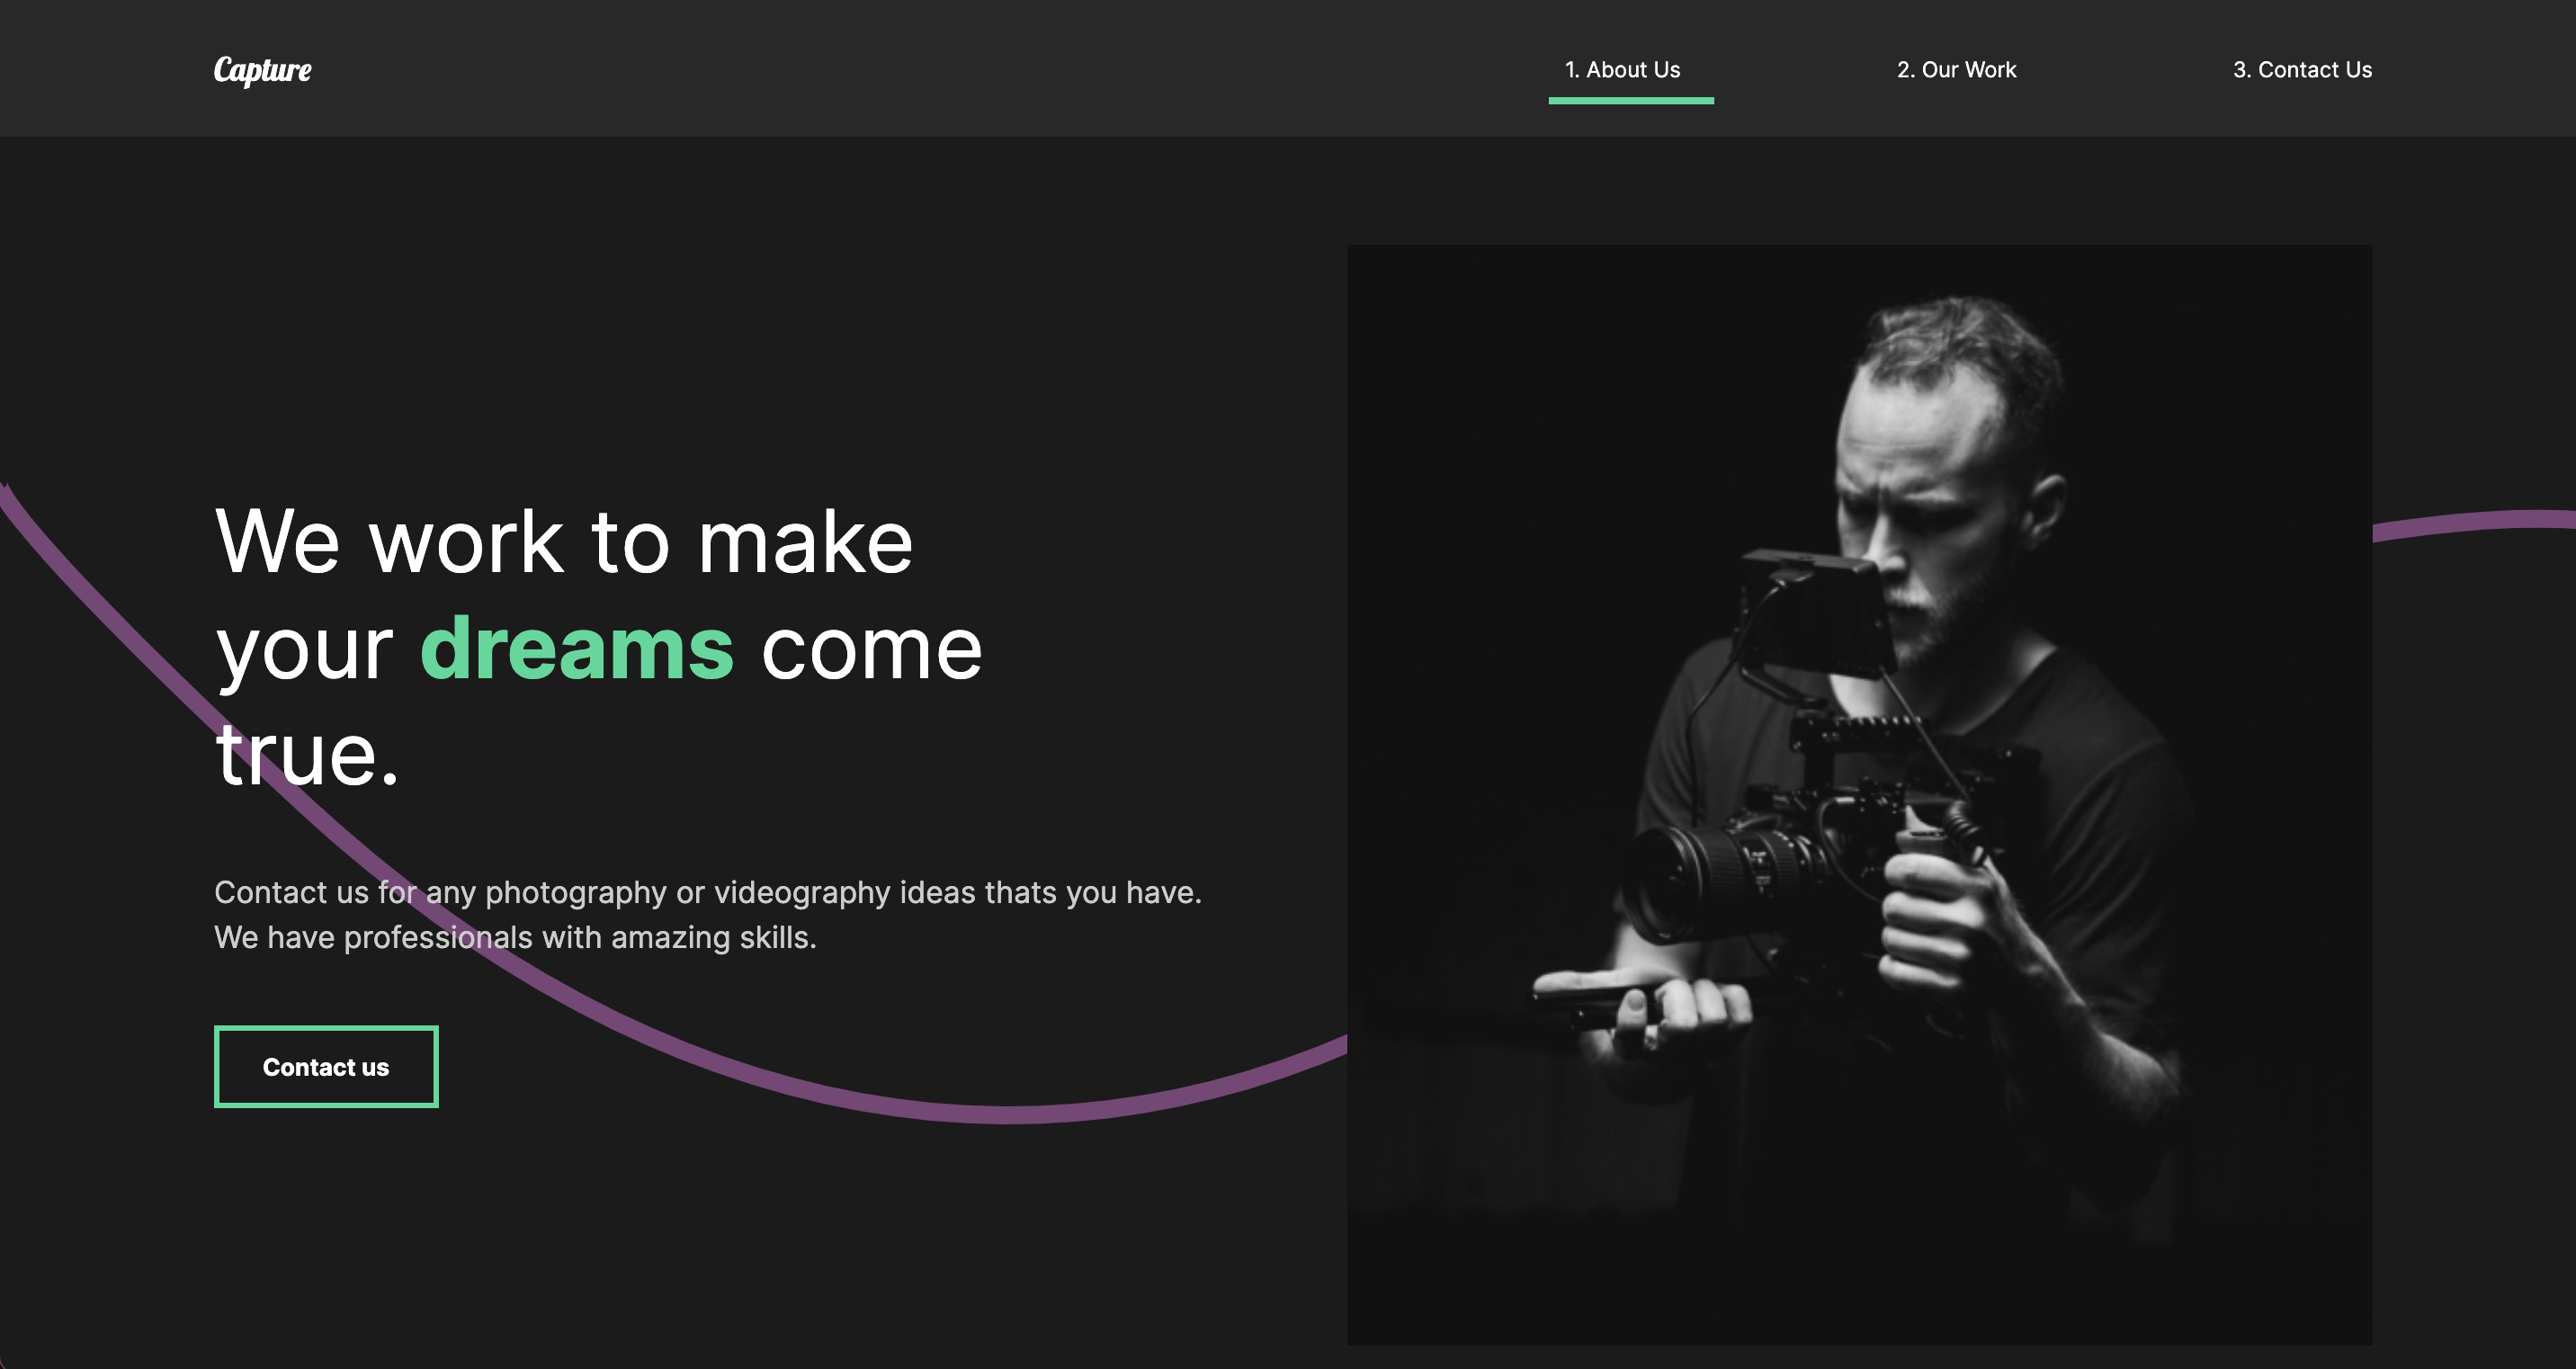 Capture
1. About Us
2. Our Work
3. Contact Us
We work to make
your dreams come
true.
Contact us for any photography or videography ideas thats you have.
We have professionals with amazing skills.
Contact us